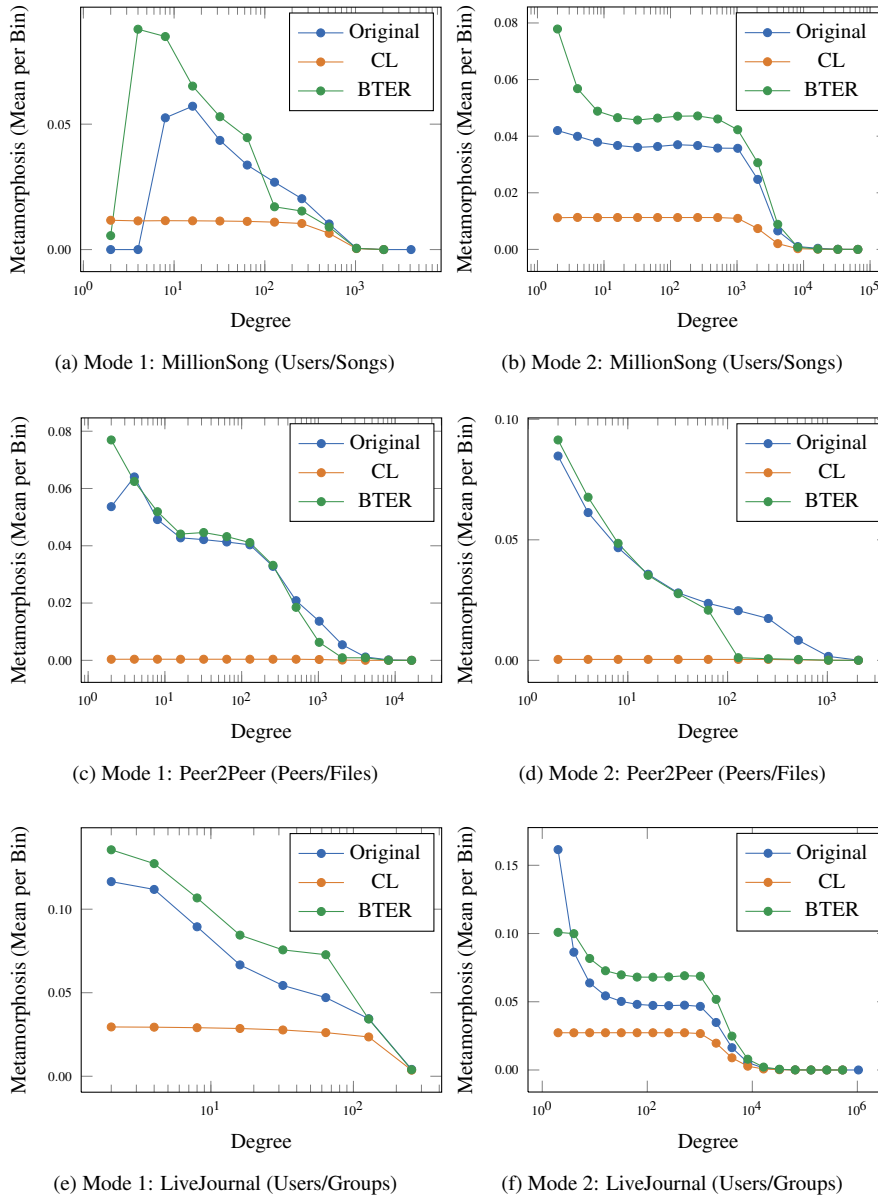 Metamorphosis (Mean per Bin)
0.05
0.00
10^0 10^1 10^2 10^3
Degree
Original
CL
BTER
(a) Mode 1: MillionSong (Users/Songs)
Metamorphosis (Mean per Bin)
0.08
0.06
0.04
0.02
0.00
10^0 10^1 10^2 10^3 10^4 10^5
Degree
Original
CL
BTER
(b) Mode 2: MillionSong (Users/Songs)
Metamorphosis (Mean per Bin)
0.08
0.06
0.04
0.02
0.00
10^0 10^1 10^2 10^3 10^4
Degree
Original
CL
BTER
(c) Mode 1: Peer2Peer (Peers/Files)
Metamorphosis (Mean per Bin)
0.10
0.05
0.00
10^0 10^1 10^2 10^3
Degree
Original
CL
BTER
(d) Mode 2: Peer2Peer (Peers/Files)
Metamorphosis (Mean per Bin)
0.10
0.05
0.00
10^1 10^2
Degree
Original
CL
BTER
(e) Mode 1: LiveJournal (Users/Groups)
Metamorphosis (Mean per Bin)
0.15
0.10
0.05
0.00
10^0 10^2 10^4 10^6
Degree
Original
CL
BTER
(f) Mode 2: LiveJournal (Users/Groups)